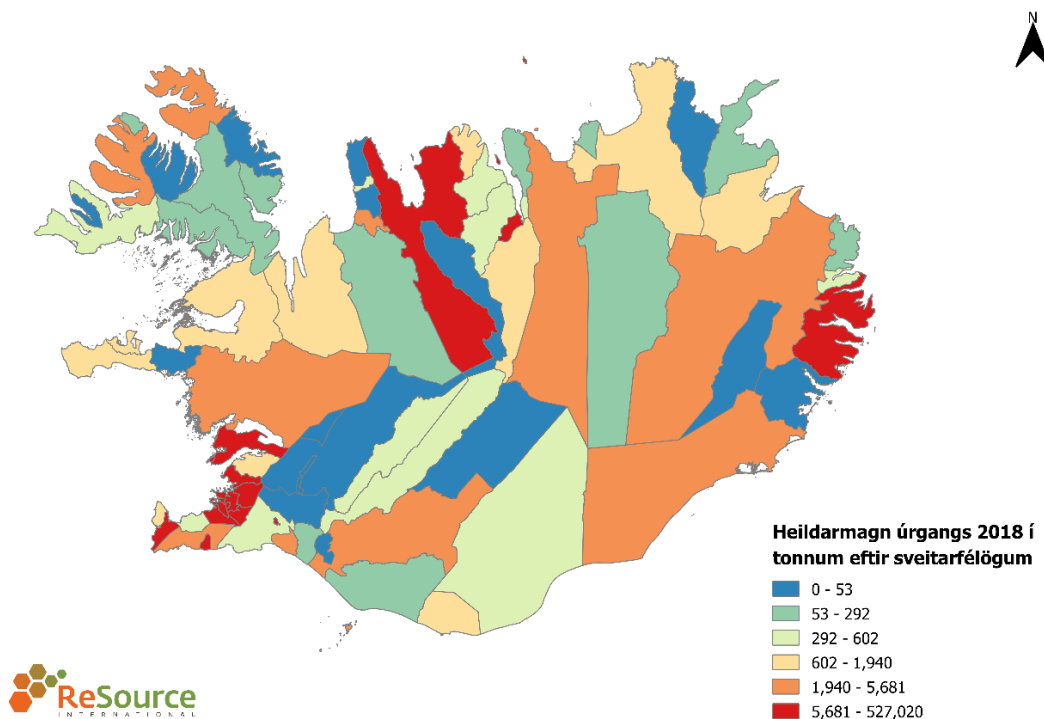 N
Heildarmagn úrgangs 2018 í
tonnum eftir sveitarfélögum
0 - 53
53 - 292
292 - 602
602 - 1,940
1,940 - 5,681
5,681 - 527,020
ReSource
INTERNATIONAL